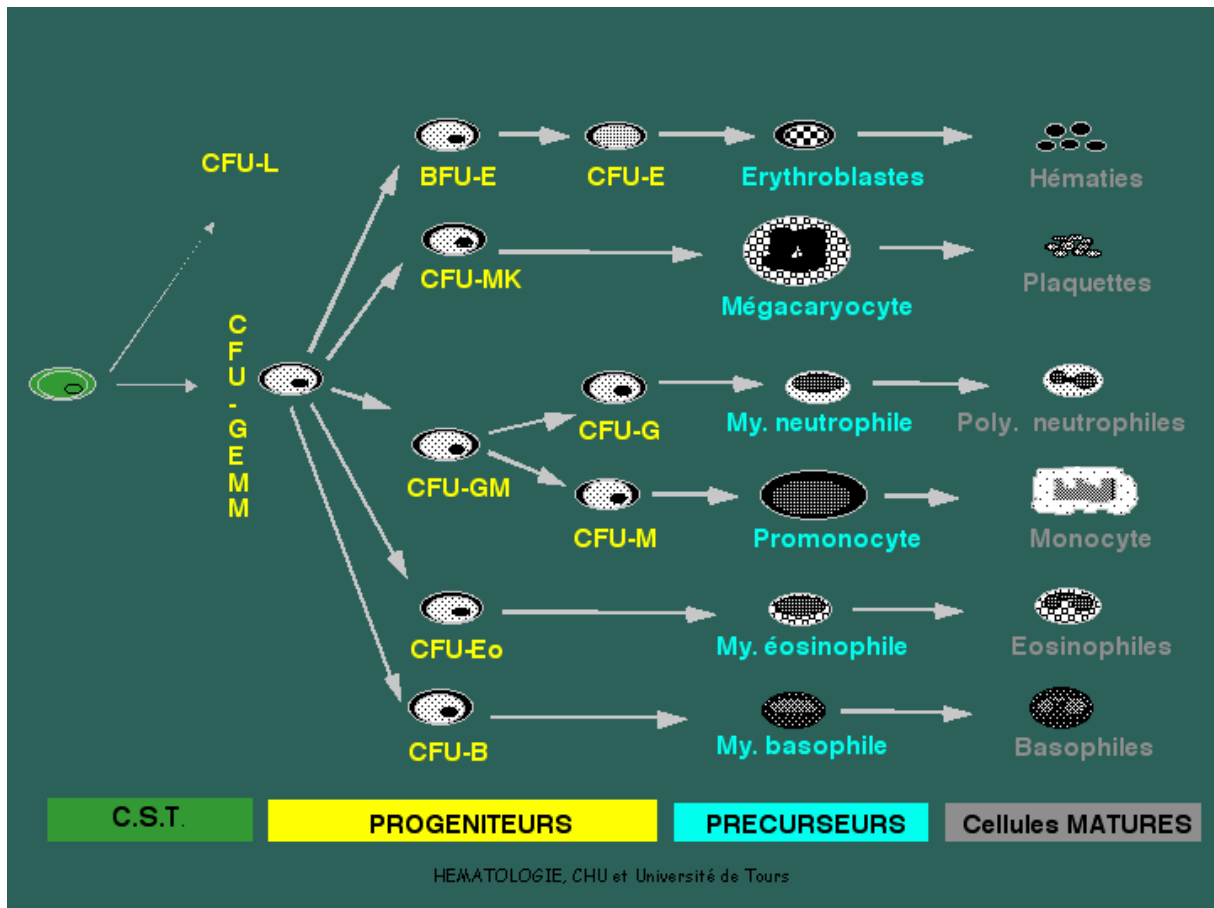 CFU-L
BFU-E
CFU-E
Erythroblastes
Hématies
CFU-MK
Mégacaryocyte
Plaquettes
CFU-GEMM
CFU-G
My. neutrophile
Poly. neutrophiles
CFU-GM
CFU-M
Promonocyte
Monocyte
CFU-Eo
My. éosinophile
Eosinophiles
CFU-B
My. basophile
Basophiles
C.S.T.
PROGENITEURS
PRECURSEURS
Cellules MATURES
HEMATOLOGIE, CHU et Université de Tours